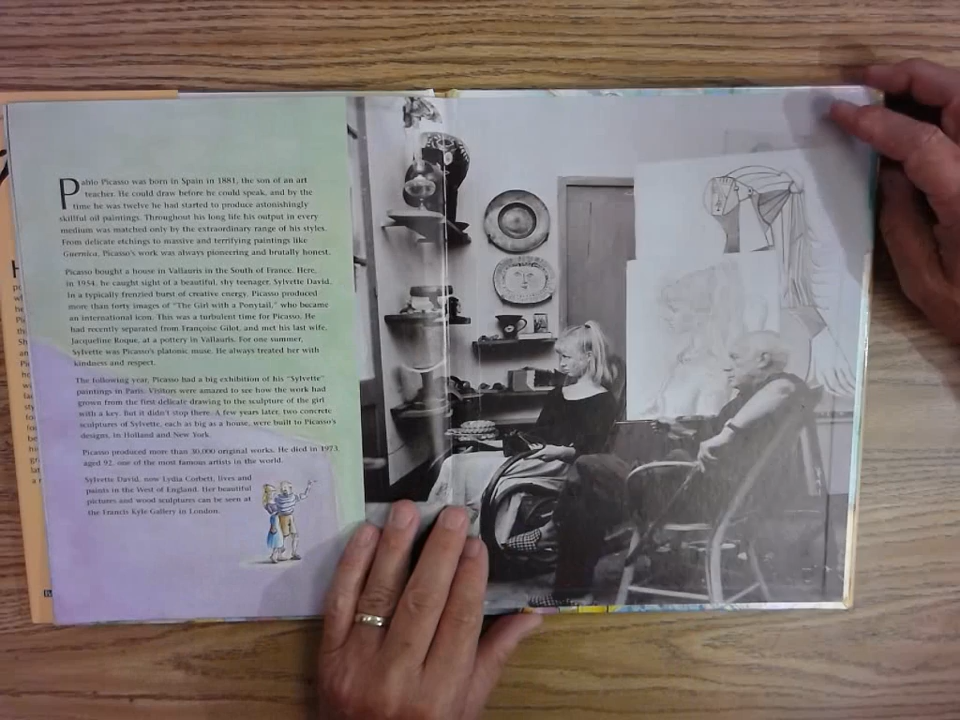 Pablo Picasso was born in Spain in 1881, the son of an art
teacher. He could draw before he could speak, and by the
time he was twelve he had started to produce astonishingly
skillful oil paintings. Throughout his long life his output in every
medium was matched only by the extraordinary range of his styles.
From delicate etchings to massive and terrifying paintings like
Guernica, Picasso's work was always pioneering and brutally honest.
Picasso bought a house in Vallauris in the South of France. Here,
in 1954, he caught sight of a beautiful, shy teenager, Sylvette David.
In a typically frenzied burst of creative energy, Picasso produced
more than forty images of "The Girl with a Ponytail," who became
an international icon. This was a turbulent time for Picasso. He
had recently separated from Françoise Gilot, and met his last wife,
Jacqueline Roque, at a pottery in Vallauris. For one summer,
Sylvette was Picasso's platonic muse. He always treated her with
kindness and respect.
The following year, Picasso had a big exhibition of his "Sylvette"
paintings in Paris. Visitors were amazed to see how the work had
grown from the first delicate drawing to the sculpture of the girl
with a key. But it didn't stop there. A few years later, two concrete
sculptures of Sylvette, each as big as a house, were built to Picasso's
designs, in Holland and New York.
Picasso produced more than 30,000 original works. He died in 1973,
aged 92, one of the most famous artists in the world.
Sylvette David, now Lydia Corbett, lives and
paints in the West of England. Her beautiful
pictures and wood sculptures can be seen at
the Francis Kyle Gallery in London.